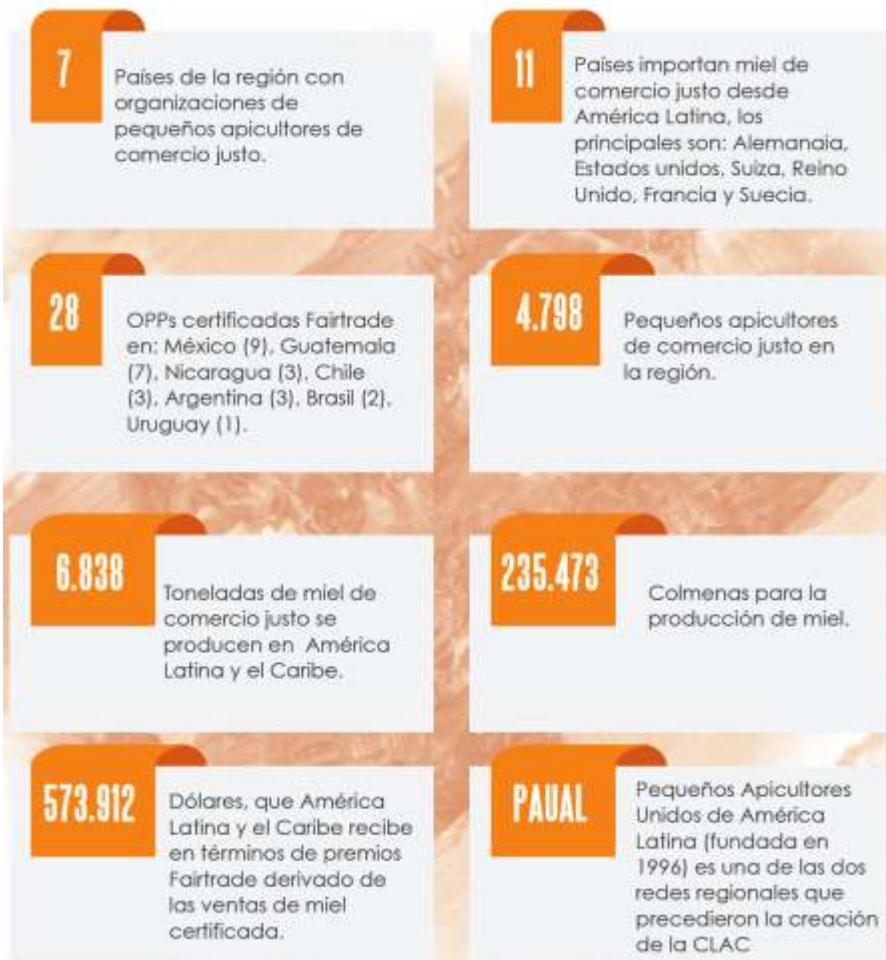 7
Países de la región con
organizaciones de
pequeños apicultores de
comercio justo.
11
Países importan miel de
comercio justo desde
América Latina, los
principales son: Alemanaia,
Estados unidos, Suiza, Reino
Unido, Francia y Suecia.
28
OPPs certificadas Fairtrade
en: México (9), Guatemala
(7), Nicaragua (3), Chile
(3), Argentina (3), Brasil (2),
Uruguay (1).
4.798
Pequeños apicultores
de comercio justo en
la región.
6.838
Toneladas de miel de
comercio justo se
producen en América
Latina y el Caribe.
235.473
Colmenas para la
producción de miel.
573.912
Dólares, que América
Latina y el Caribe recibe
en términos de premios
Fairtrade derivado de
las ventas de miel
certificada.
PAUAL
Pequeños Apicultores
Unidos de América
Latina (fundada en
1996) es una de las dos
redes regionales que
precedieron la creación
de la CLAC